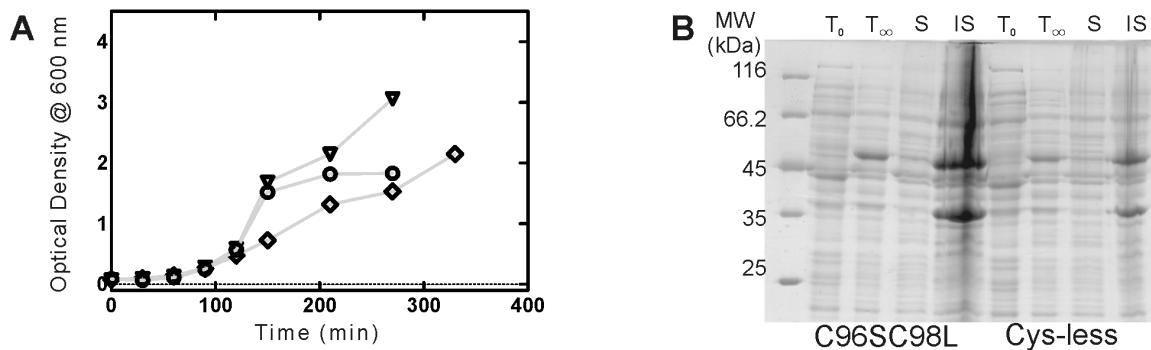 A
Optical Density @ 600 nm
4
3
2
1
0
0 100 200 300 400
Time (min)
B
MW
(kDa)
T₀ T∞ S IS T₀ T∞ S IS
116
66.2
45
35
25
C96SC98L Cys-less